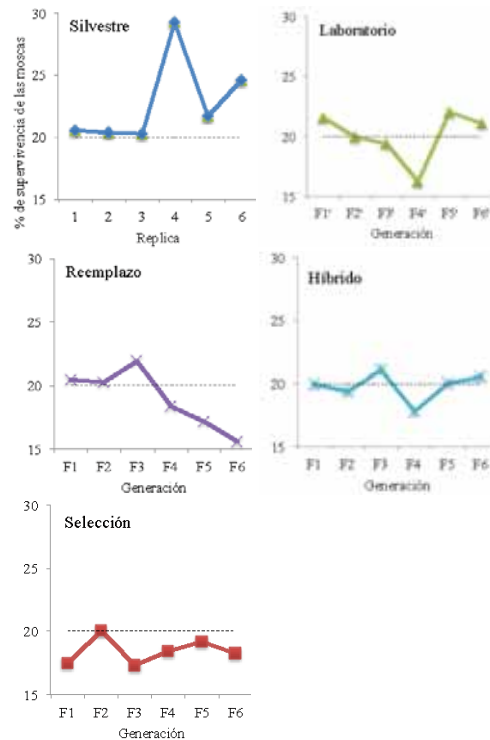 % de supervivencia de las moscas
Silvestre
30
25
20
15
1 2 3 4 5 6
Replica
Laboratorio
30
25
20
15
F1' F2' F3' F4' F5' F6'
Generación
Reemplazo
30
25
20
15
F1 F2 F3 F4 F5 F6
Generación
Híbrido
30
25
20
15
F1 F2 F3 F4 F5 F6
Generación
Selección
30
25
20
15
F1 F2 F3 F4 F5 F6
Generación